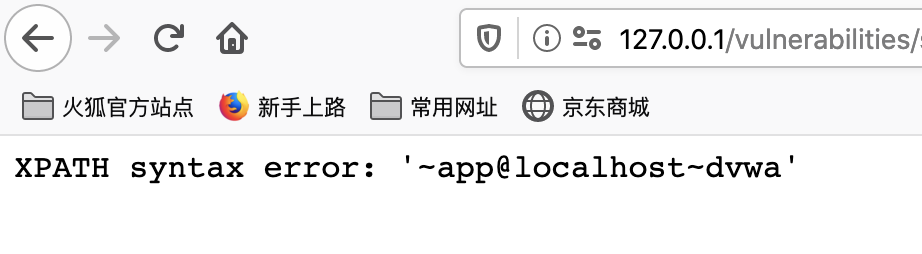 127.0.0.1/vulnerabilities/
火狐官方站点 新手上路 常用网址 京东商城
XPATH syntax error: '~app@localhost~dvwa'